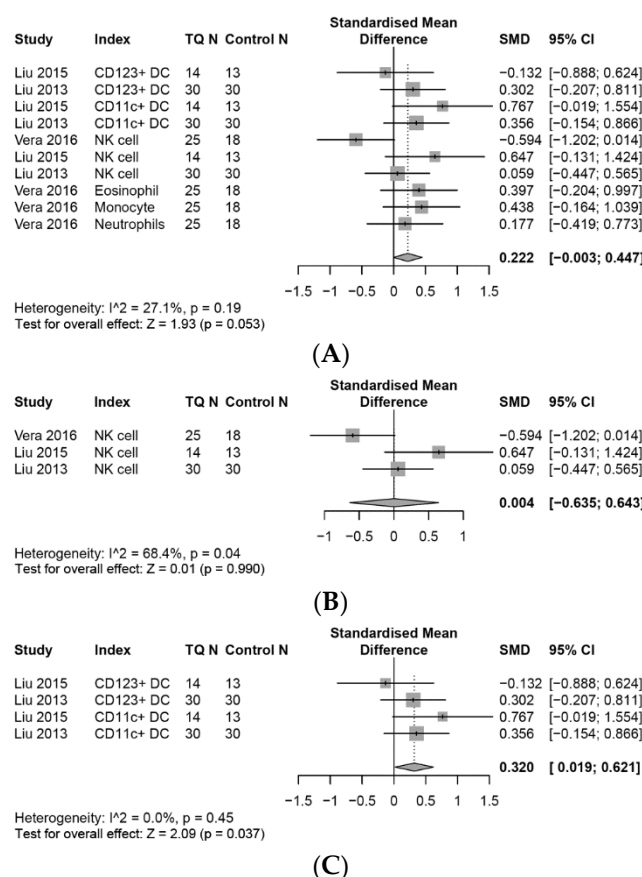 Standardised Mean
Study Index TQ N Control N Difference SMD 95% CI
Liu 2015 CD123+ DC 14 13 −0.132 [−0.888; 0.624]
Liu 2013 CD123+ DC 30 30 0.302 [−0.207; 0.811]
Liu 2015 CD11c+ DC 14 13 0.767 [−0.019; 1.554]
Liu 2013 CD11c+ DC 30 30 0.356 [−0.154; 0.866]
Vera 2016 NK cell 25 18 −0.594 [−1.202; 0.014]
Liu 2015 NK cell 14 13 0.647 [−0.131; 1.424]
Liu 2013 NK cell 30 30 0.059 [−0.447; 0.565]
Vera 2016 Eosinophil 25 18 0.397 [−0.204; 0.997]
Vera 2016 Monocyte 25 18 0.438 [−0.164; 1.039]
Vera 2016 Neutrophils 25 18 0.177 [−0.419; 0.773]
0.222 [−0.003; 0.447]
−1.5 −1 −0.5 0 0.5 1 1.5
Heterogeneity: I^2 = 27.1%, p = 0.19
Test for overall effect: Z = 1.93 (p = 0.053)
(A)
Standardised Mean
Study Index TQ N Control N Difference SMD 95% CI
Vera 2016 NK cell 25 18 −0.594 [−1.202; 0.014]
Liu 2015 NK cell 14 13 0.647 [−0.131; 1.424]
Liu 2013 NK cell 30 30 0.059 [−0.447; 0.565]
0.004 [−0.635; 0.643]
−1 −0.5 0 0.5 1
Heterogeneity: I^2 = 68.4%, p = 0.04
Test for overall effect: Z = 0.01 (p = 0.990)
(B)
Standardised Mean
Study Index TQ N Control N Difference SMD 95% CI
Liu 2015 CD123+ DC 14 13 −0.132 [−0.888; 0.624]
Liu 2013 CD123+ DC 30 30 0.302 [−0.207; 0.811]
Liu 2015 CD11c+ DC 14 13 0.767 [−0.019; 1.554]
Liu 2013 CD11c+ DC 30 30 0.356 [−0.154; 0.866]
0.320 [ 0.019; 0.621]
−1.5 −1 −0.5 0 0.5 1 1.5
Heterogeneity: I^2 = 0.0%, p = 0.45
Test for overall effect: Z = 2.09 (p = 0.037)
(C)